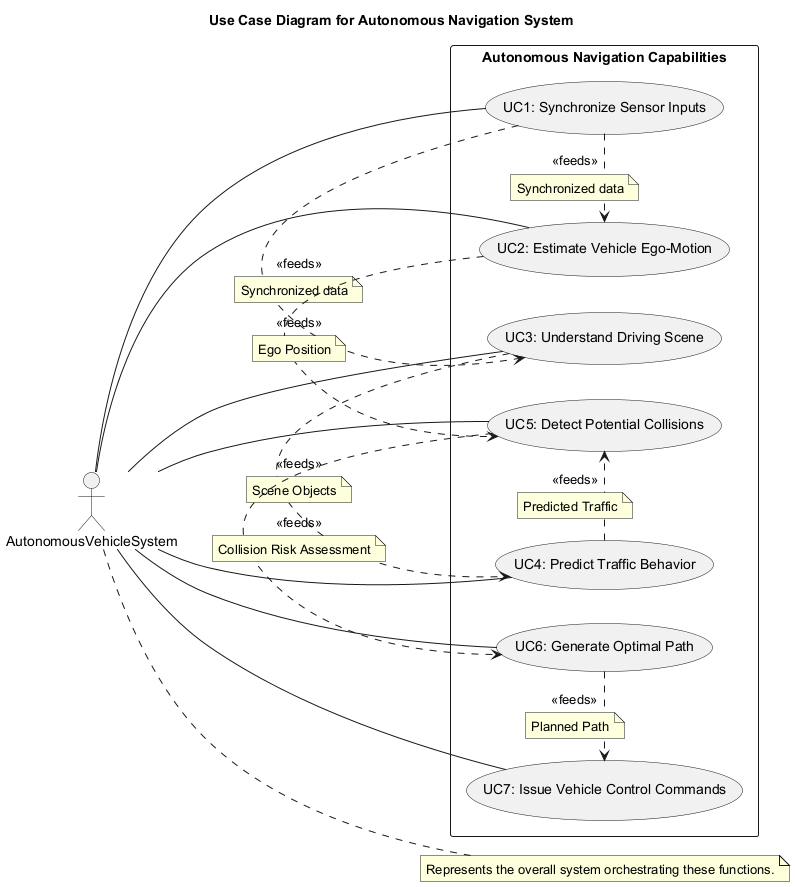 Use Case Diagram for Autonomous Navigation System
Autonomous Navigation Capabilities
UC1: Synchronize Sensor Inputs
«feeds»
Synchronized data
UC2: Estimate Vehicle Ego-Motion
«feeds»
Synchronized data
«feeds»
Ego Position
UC3: Understand Driving Scene
UC5: Detect Potential Collisions
«feeds»
Scene Objects
«feeds»
Predicted Traffic
«feeds»
Collision Risk Assessment
AutonomousVehicleSystem
UC4: Predict Traffic Behavior
UC6: Generate Optimal Path
«feeds»
Planned Path
UC7: Issue Vehicle Control Commands
Represents the overall system orchestrating these functions.